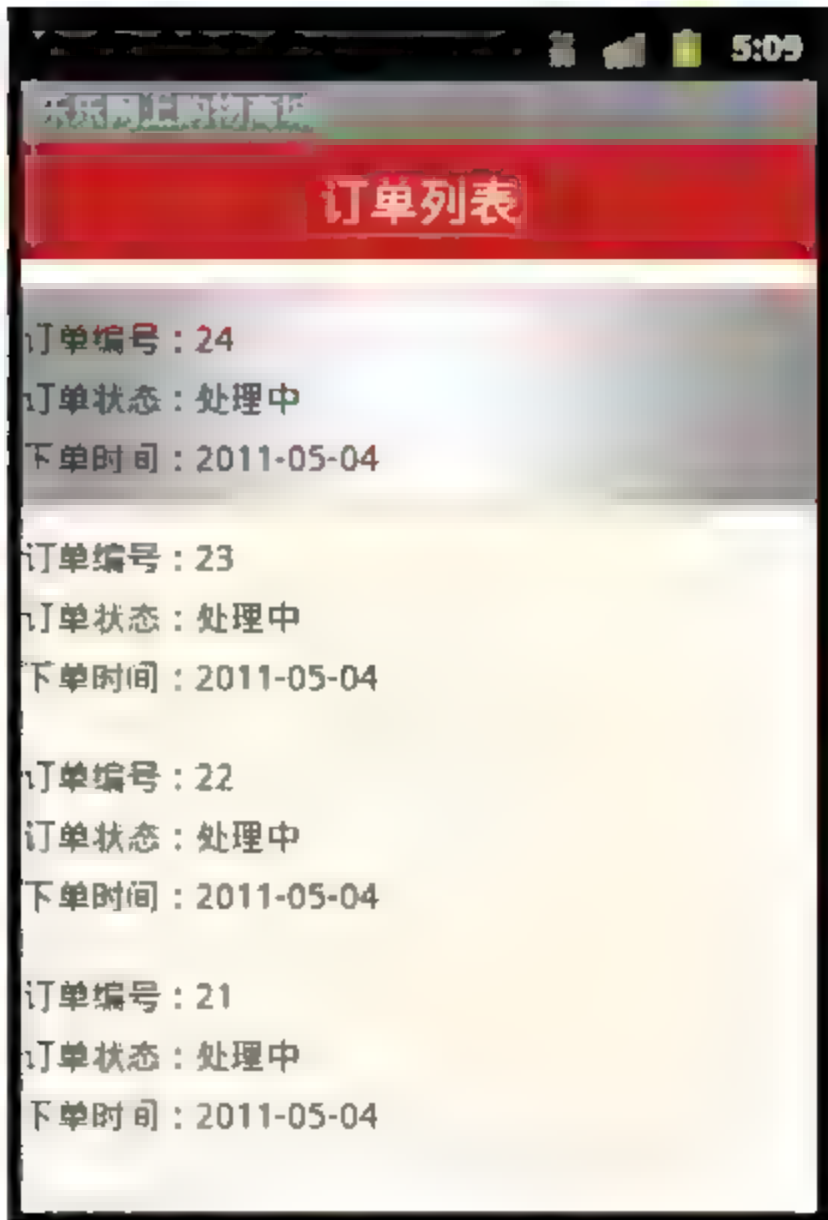 5:09
乐乐网上购物商城
订单列表
订单编号：24
订单状态：处理中
下单时间：2011-05-04
订单编号：23
订单状态：处理中
下单时间：2011-05-04
订单编号：22
订单状态：处理中
下单时间：2011-05-04
订单编号：21
订单状态：处理中
下单时间：2011-05-04